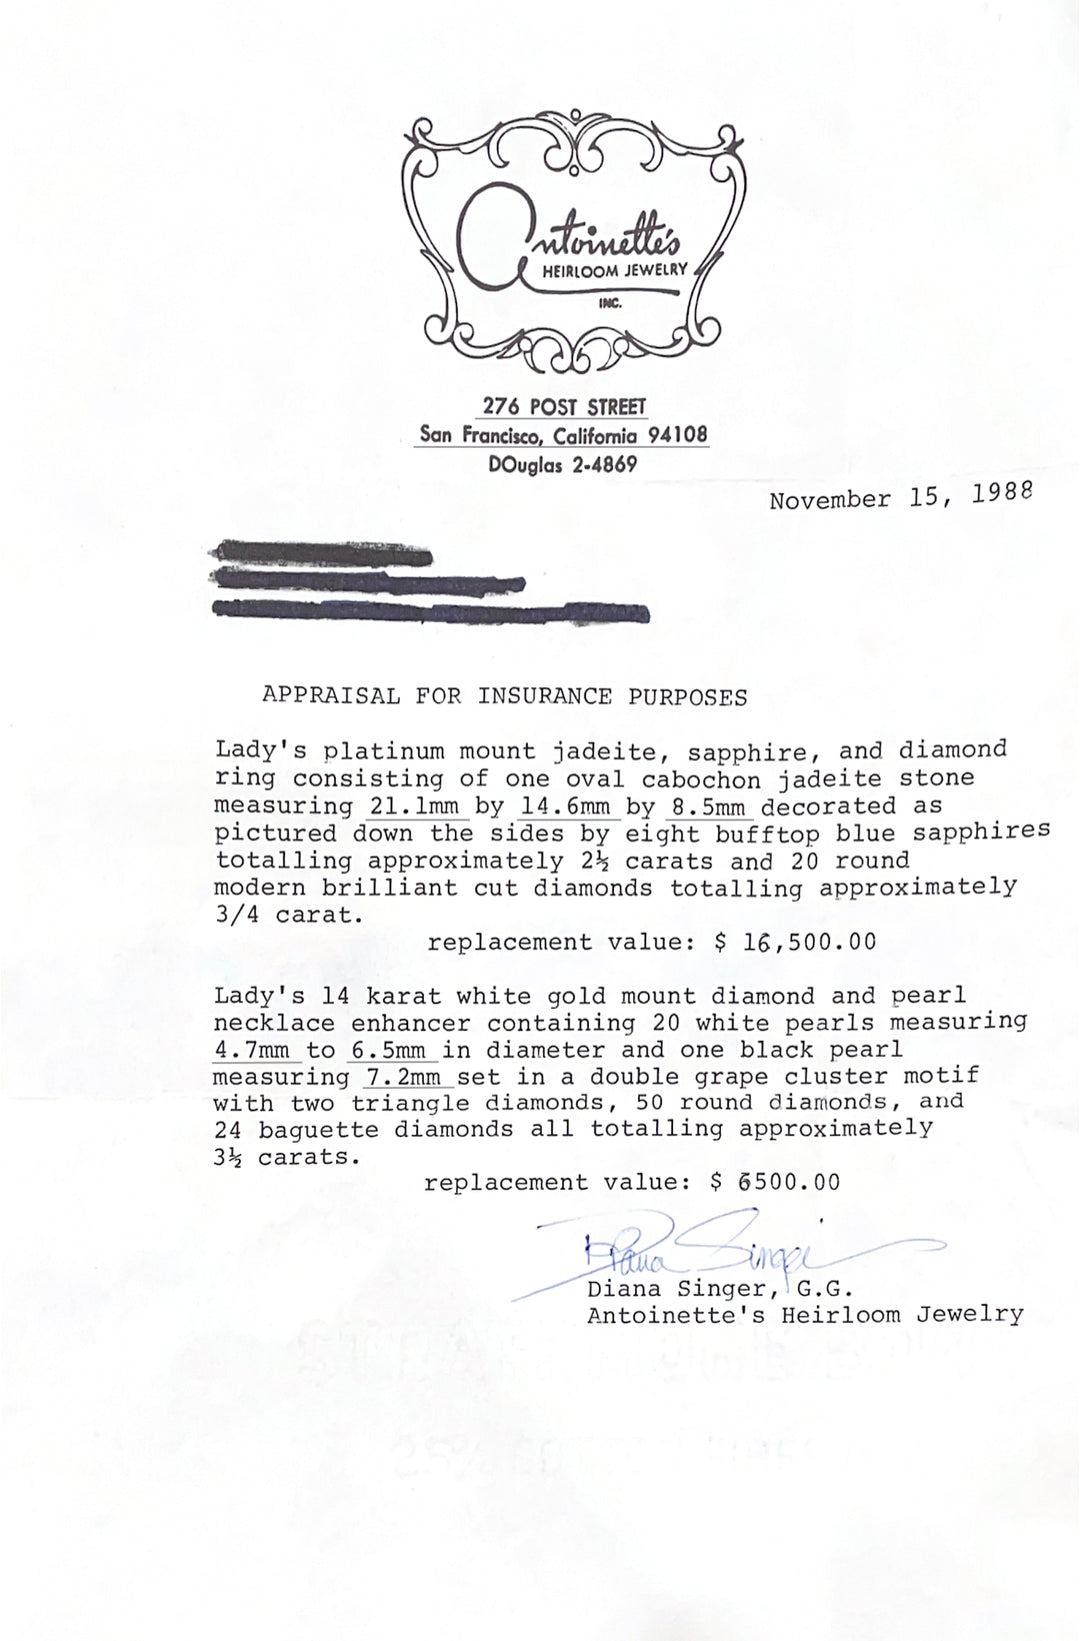 Antoinette's
HEIRLOOM JEWELRY
INC.
276 POST STREET
San Francisco, California 94108
DOuglas 2-4869
November 15, 1988
APPRAISAL FOR INSURANCE PURPOSES
Lady's platinum mount jadeite, sapphire, and diamond
ring consisting of one oval cabochon jadeite stone
measuring 21.1mm by 14.6mm by 8.5mm decorated as
pictured down the sides by eight bufftop blue sapphires
totalling approximately 2½ carats and 20 round
modern brilliant cut diamonds totalling approximately
3/4 carat.
replacement value: $ 16,500.00
Lady's 14 karat white gold mount diamond and pearl
necklace enhancer containing 20 white pearls measuring
4.7mm to 6.5mm in diameter and one black pearl
measuring 7.2mm set in a double grape cluster motif
with two triangle diamonds, 50 round diamonds, and
24 baguette diamonds all totalling approximately
3½ carats.
replacement value: $ 6500.00
Diana Singer
Diana Singer, G.G.
Antoinette's Heirloom Jewelry